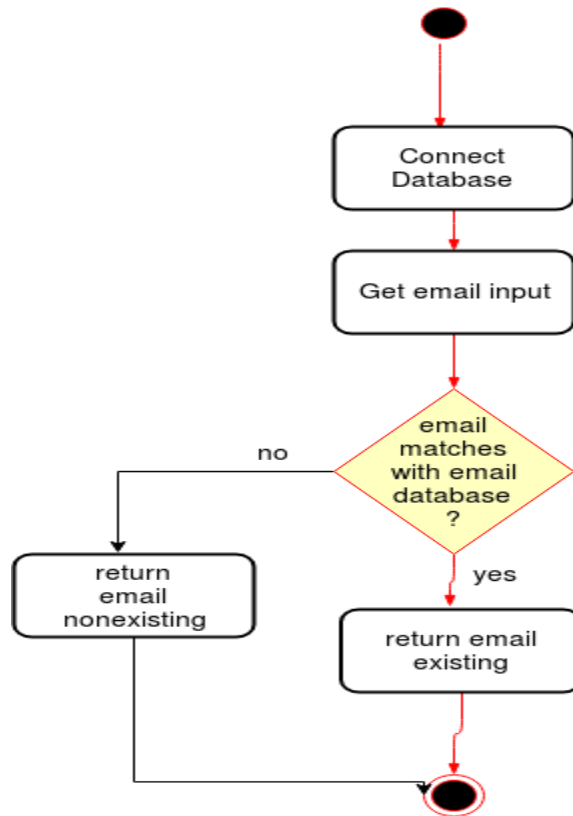 Connect
Database
Get email input
email
matches
with email
database
?
no
yes
return
email
nonexisting
return email
existing